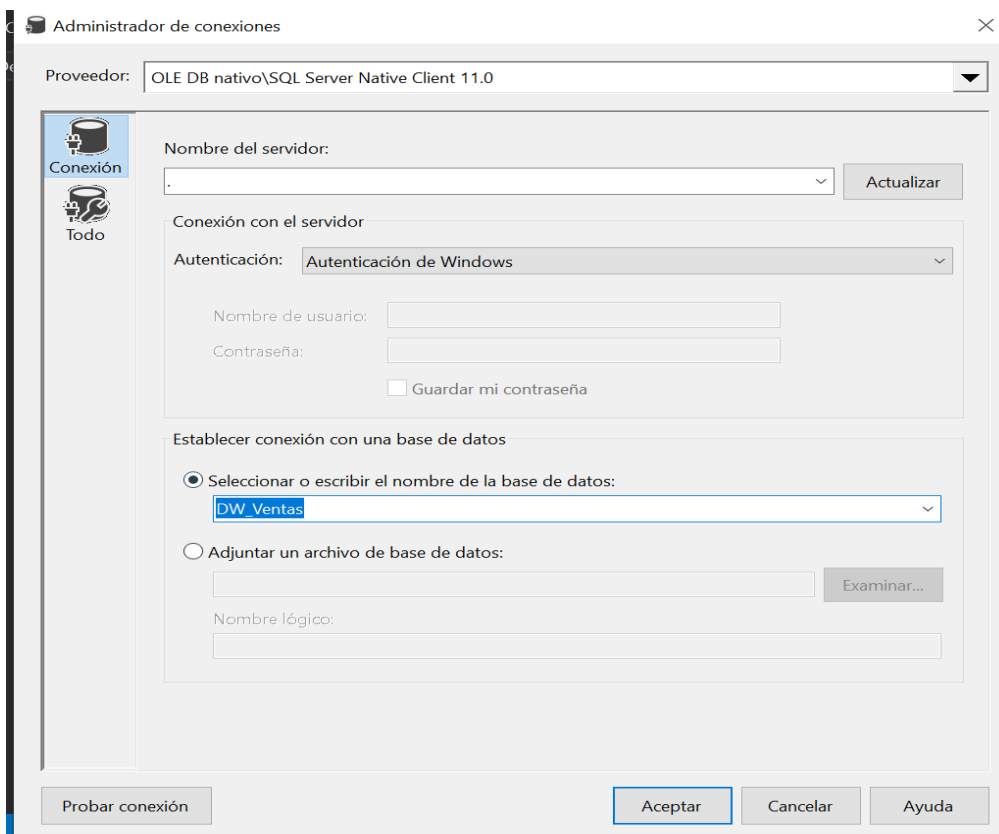 Administrador de conexiones
Proveedor: OLE DB nativo\SQL Server Native Client 11.0
Conexión
Todo
Nombre del servidor:
.
Actualizar
Conexión con el servidor
Autenticación: Autenticación de Windows
Nombre de usuario:
Contraseña:
Guardar mi contraseña
Establecer conexión con una base de datos
Seleccionar o escribir el nombre de la base de datos:
DW_Ventas
Adjuntar un archivo de base de datos:
Examinar...
Nombre lógico:
Probar conexión Aceptar Cancelar Ayuda